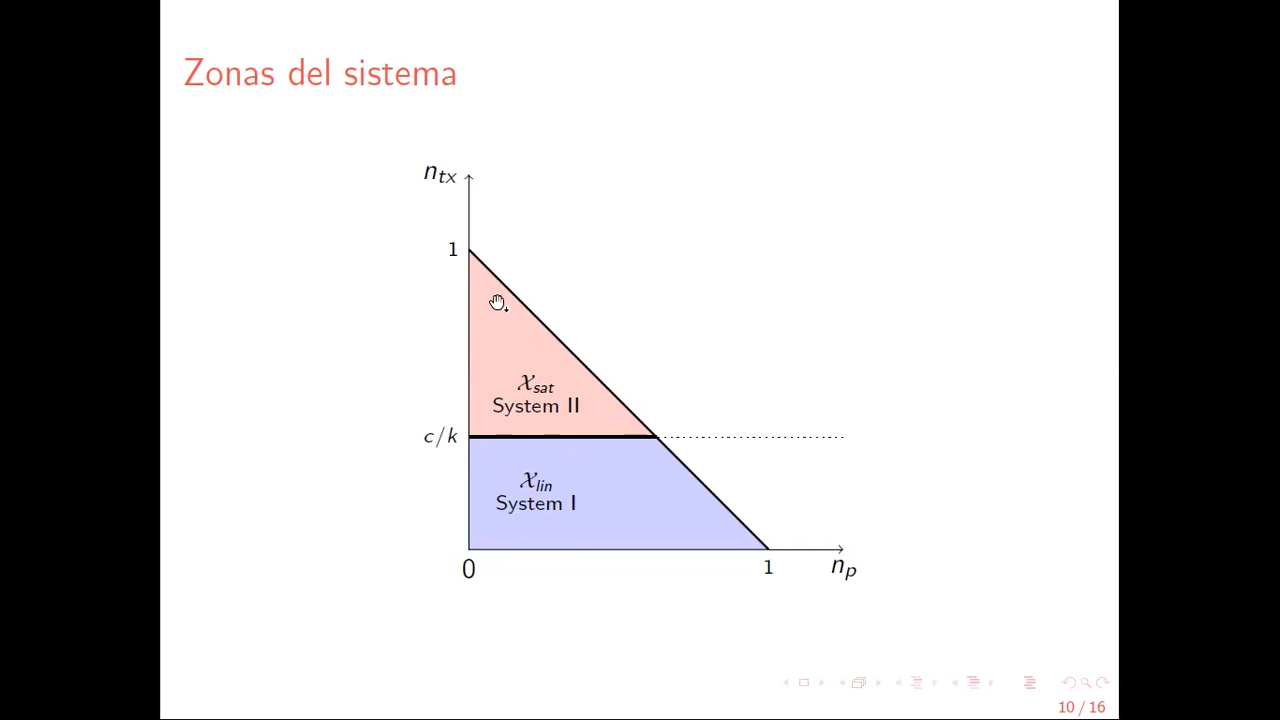 Zonas del sistema
n_tx
1
𝒳_sat
System II
c/k
𝒳_lin
System I
0
1
n_p
10 / 16